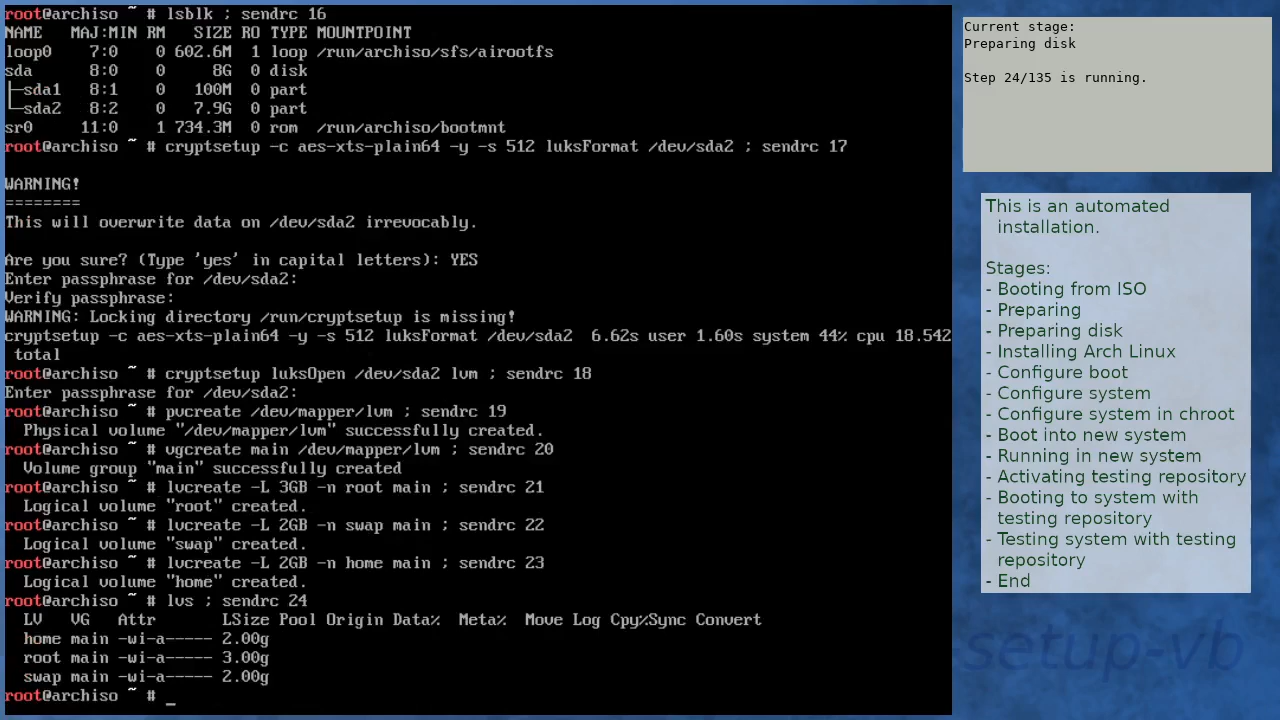 root@archiso ~ # lsblk ; sendrc 16
NAME   MAJ:MIN RM   SIZE RO TYPE MOUNTPOINT
loop0    7:0    0 602.6M  1 loop /run/archiso/sfs/airootfs
sda      8:0    0     8G  0 disk
├─sda1   8:1    0   100M  0 part
└─sda2   8:2    0   7.9G  0 part
sr0     11:0    1 734.3M  0 rom  /run/archiso/bootmnt
root@archiso ~ # cryptsetup -c aes-xts-plain64 -y -s 512 luksFormat /dev/sda2 ; sendrc 17
WARNING!
========
This will overwrite data on /dev/sda2 irrevocably.
Are you sure? (Type 'yes' in capital letters): YES
Enter passphrase for /dev/sda2:
Verify passphrase:
WARNING: Locking directory /run/cryptsetup is missing!
cryptsetup -c aes-xts-plain64 -y -s 512 luksFormat /dev/sda2  6.62s user 1.60s system 44% cpu 18.542
 total
root@archiso ~ # cryptsetup luksOpen /dev/sda2 lvm ; sendrc 18
Enter passphrase for /dev/sda2:
root@archiso ~ # pvcreate /dev/mapper/lvm ; sendrc 19
  Physical volume "/dev/mapper/lvm" successfully created.
root@archiso ~ # vgcreate main /dev/mapper/lvm ; sendrc 20
  Volume group "main" successfully created
root@archiso ~ # lvcreate -L 3GB -n root main ; sendrc 21
  Logical volume "root" created.
root@archiso ~ # lvcreate -L 2GB -n swap main ; sendrc 22
  Logical volume "swap" created.
root@archiso ~ # lvcreate -L 2GB -n home main ; sendrc 23
  Logical volume "home" created.
root@archiso ~ # lvs ; sendrc 24
  LV   VG   Attr       LSize Pool Origin Data%  Meta%  Move Log Cpy%Sync Convert
  home main -wi-a----- 2.00g
  root main -wi-a----- 3.00g
  swap main -wi-a----- 2.00g
root@archiso ~ # _
Current stage:
Preparing disk
Step 24/135 is running.
This is an automated
installation.
Stages:
- Booting from ISO
- Preparing
- Preparing disk
- Installing Arch Linux
- Configure boot
- Configure system
- Configure system in chroot
- Boot into new system
- Running in new system
- Activating testing repository
- Booting to system with
testing repository
- Testing system with testing
repository
- End
setup-vb